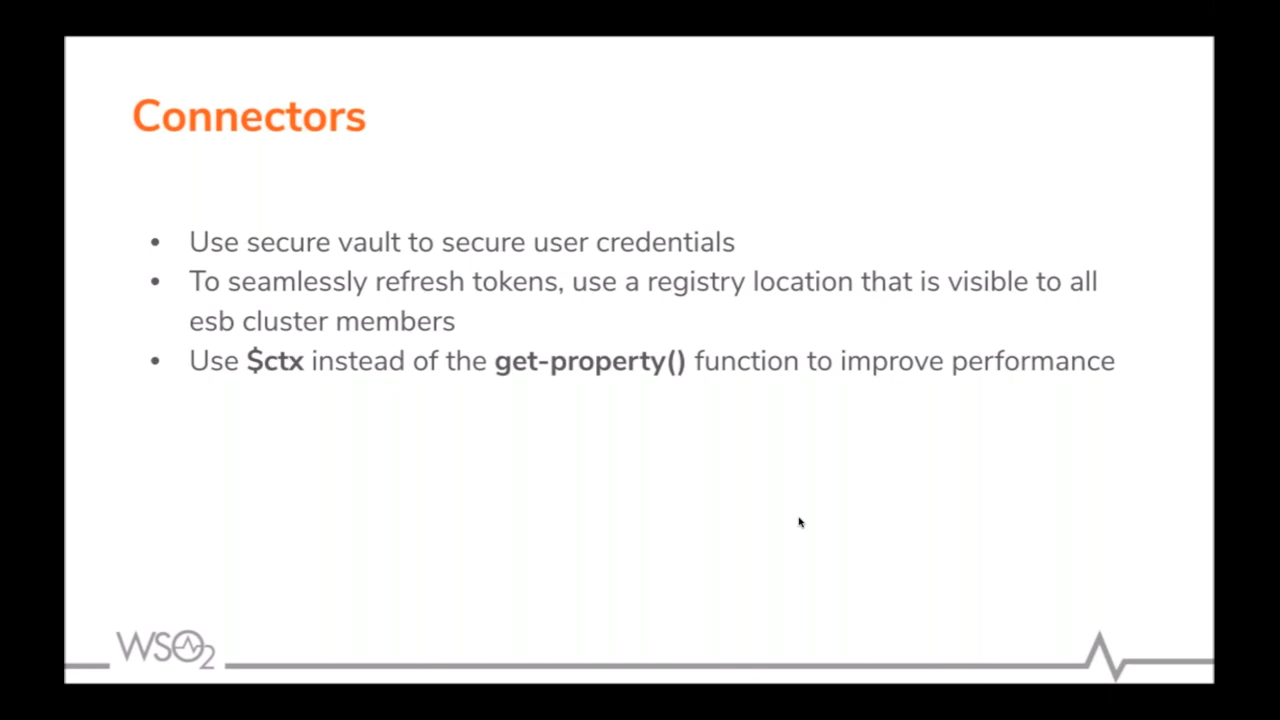 Connectors
• Use secure vault to secure user credentials
• To seamlessly refresh tokens, use a registry location that is visible to all
esb cluster members
• Use $ctx instead of the get-property() function to improve performance
WSO2